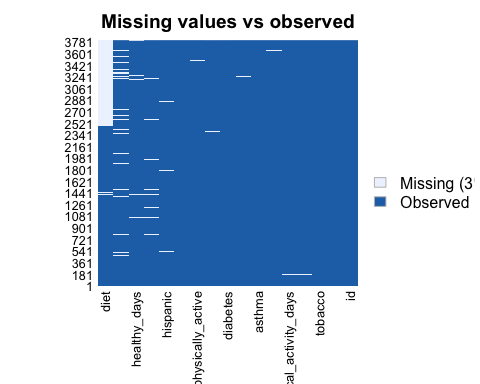 Missing values vs observed
3781
3601
3421
3241
3061
2881
2701
2521
2341
2161
1981
1801
1621
1441
1261
1081
901
721
541
361
181
1
Missing (3
Observed
diet
healthy_days
hispanic
physically_active
diabetes
asthma
cal_activity_days
tobacco
id